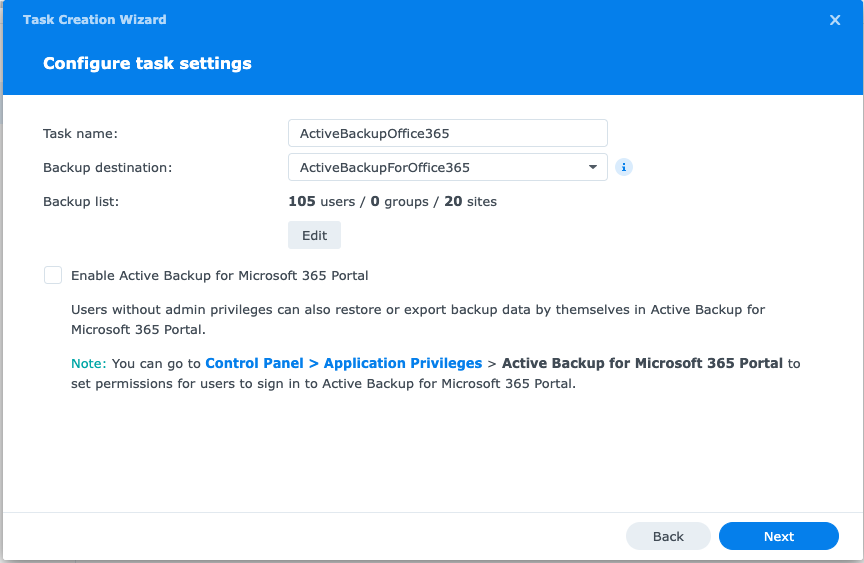 Task Creation Wizard
Configure task settings
Task name: ActiveBackupOffice365
Backup destination: ActiveBackupForOffice365
Backup list: 105 users / 0 groups / 20 sites
Edit
Enable Active Backup for Microsoft 365 Portal
Users without admin privileges can also restore or export backup data by themselves in Active Backup for
Microsoft 365 Portal.
Note: You can go to Control Panel > Application Privileges > Active Backup for Microsoft 365 Portal to
set permissions for users to sign in to Active Backup for Microsoft 365 Portal.
Back Next